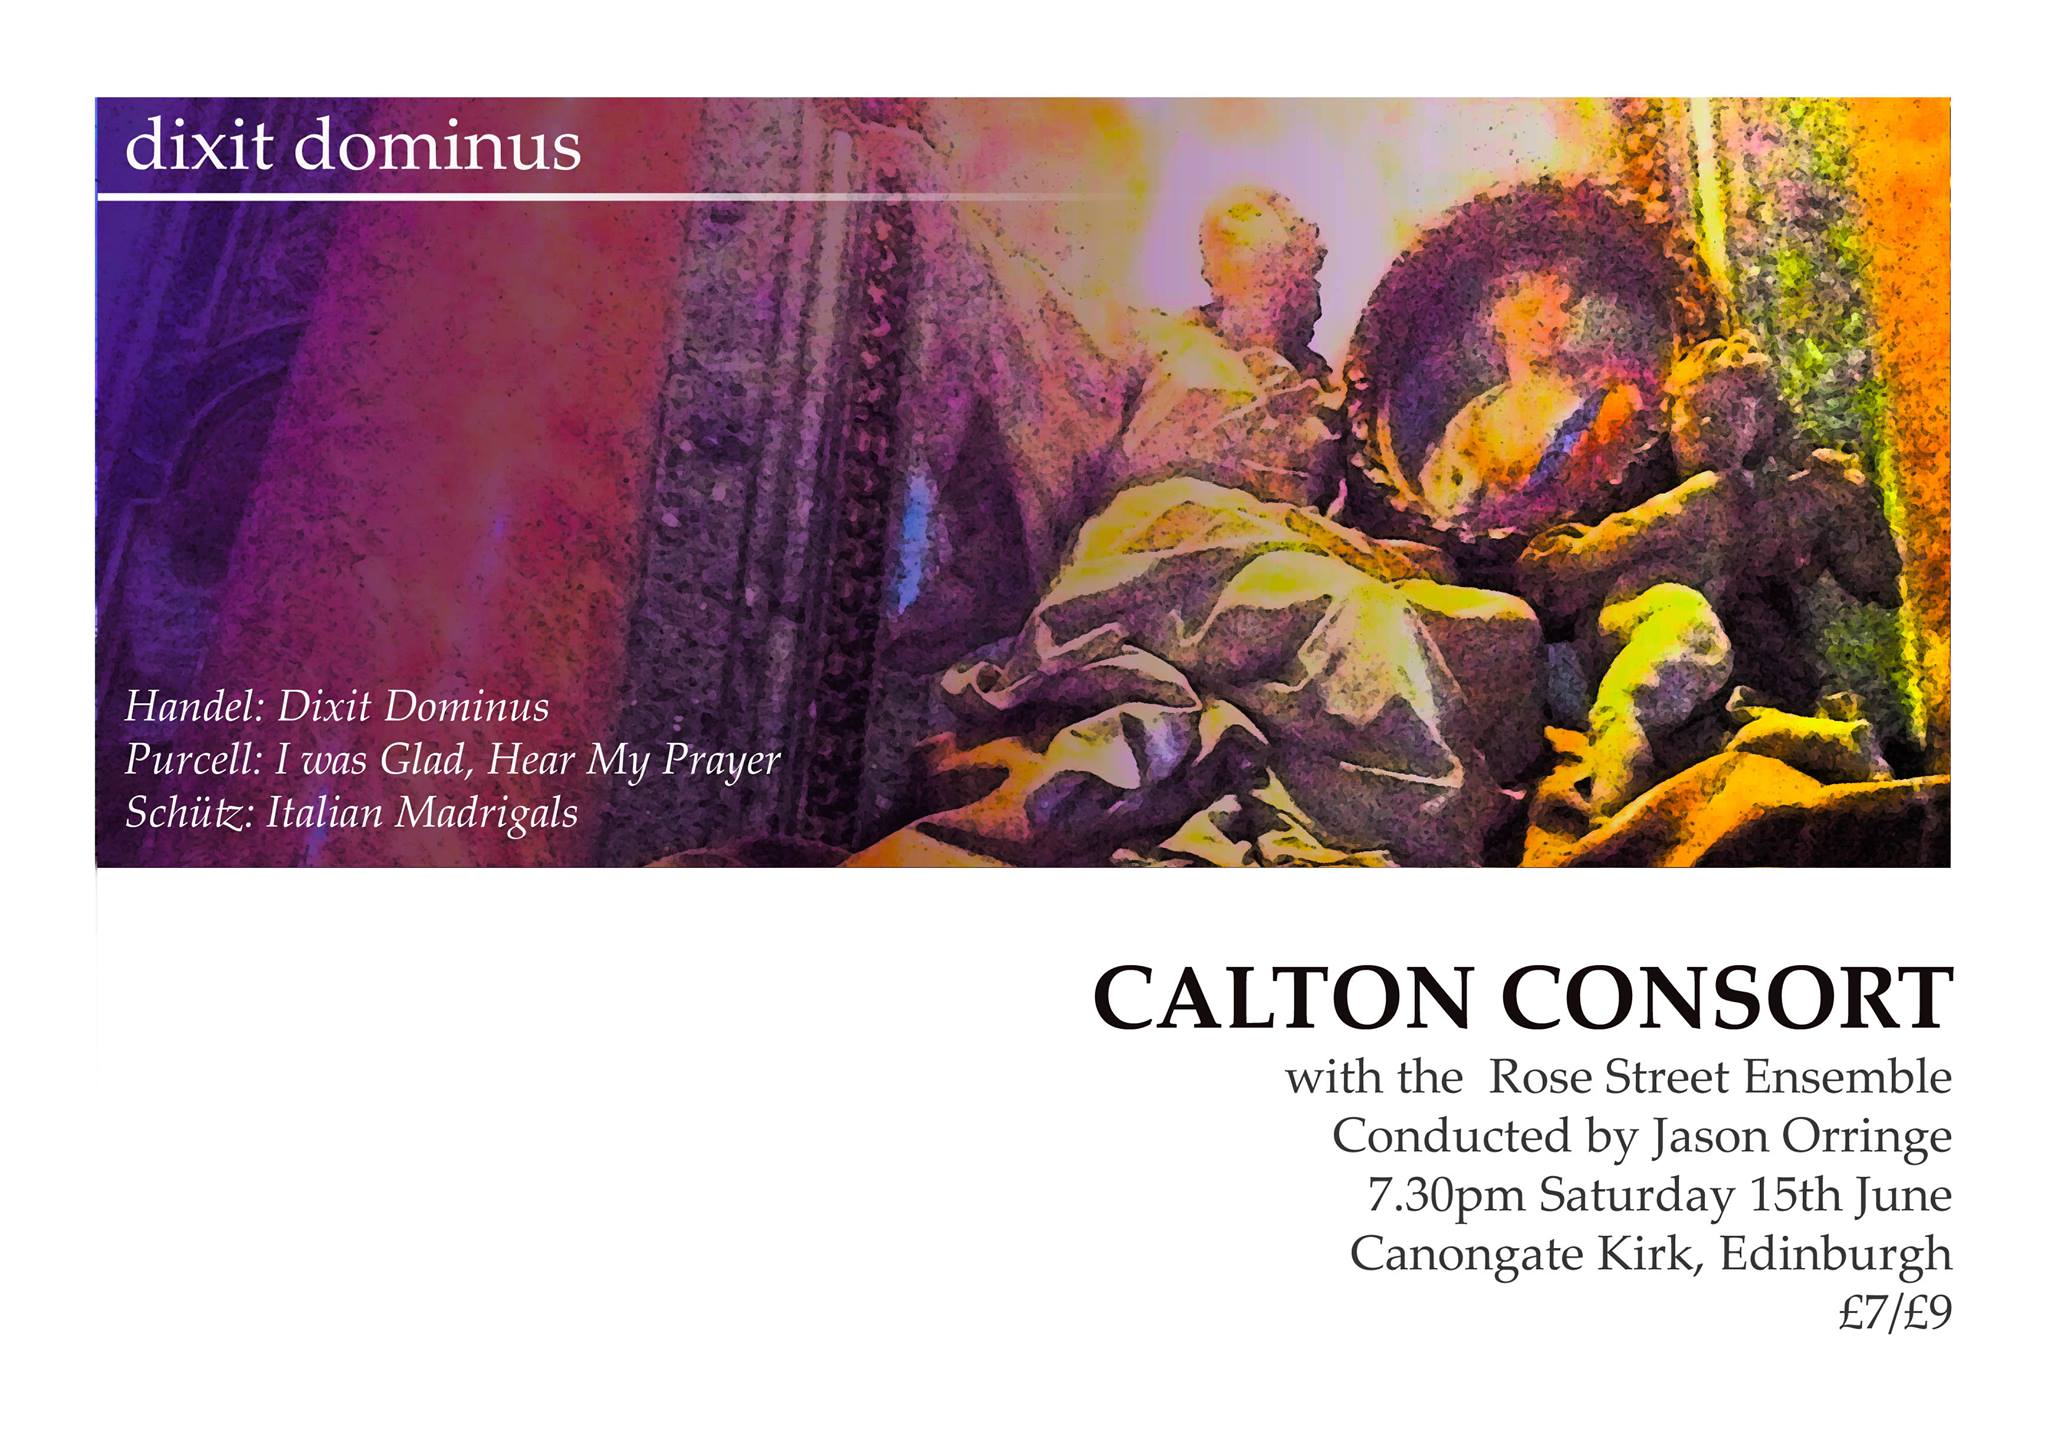 dixit dominus
Handel: Dixit Dominus
Purcell: I was Glad, Hear My Prayer
Schütz: Italian Madrigals
CALTON CONSORT
with the  Rose Street Ensemble
Conducted by Jason Orringe
7.30pm Saturday 15th June
Canongate Kirk, Edinburgh
£7/£9